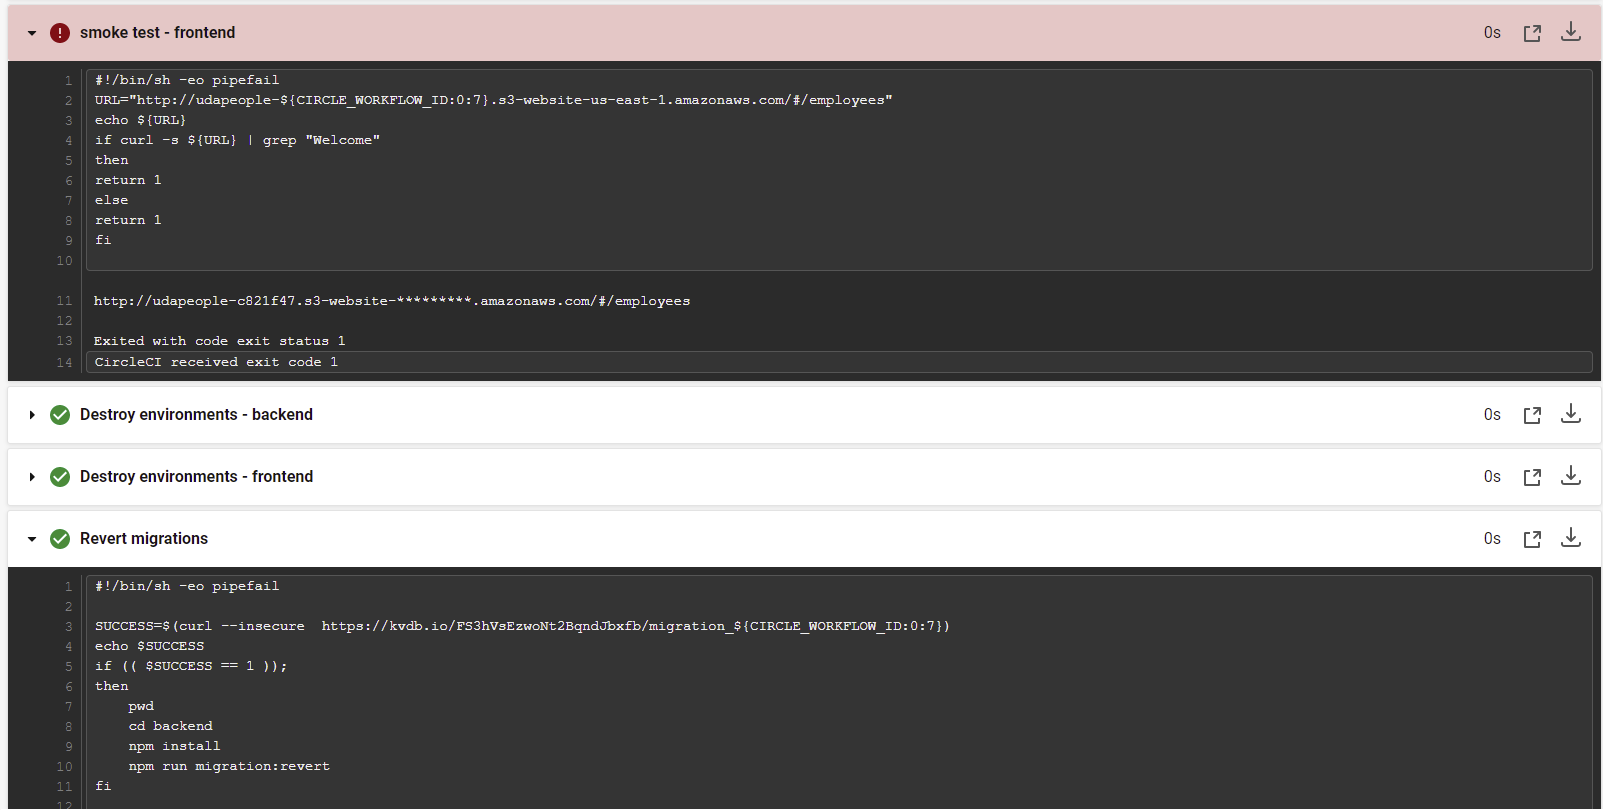 smoke test - frontend 0s
1 #!/bin/sh -eo pipefail
2 URL="http://udapeople-${CIRCLE_WORKFLOW_ID:0:7}.s3-website-us-east-1.amazonaws.com/#/employees"
3 echo ${URL}
4 if curl -s ${URL} | grep "Welcome"
5 then
6 return 1
7 else
8 return 1
9 fi
10
11 http://udapeople-c821f47.s3-website-*********.amazonaws.com/#/employees
12
13 Exited with code exit status 1
14 CircleCI received exit code 1
Destroy environments - backend 0s
Destroy environments - frontend 0s
Revert migrations 0s
1 #!/bin/sh -eo pipefail
2
3 SUCCESS=$(curl --insecure  https://kvdb.io/FS3hVsEzwoNt2BqndJbxfb/migration_${CIRCLE_WORKFLOW_ID:0:7})
4 echo $SUCCESS
5 if (( $SUCCESS == 1 ));
6 then
7     pwd
8     cd backend
9     npm install
10     npm run migration:revert
11 fi
12